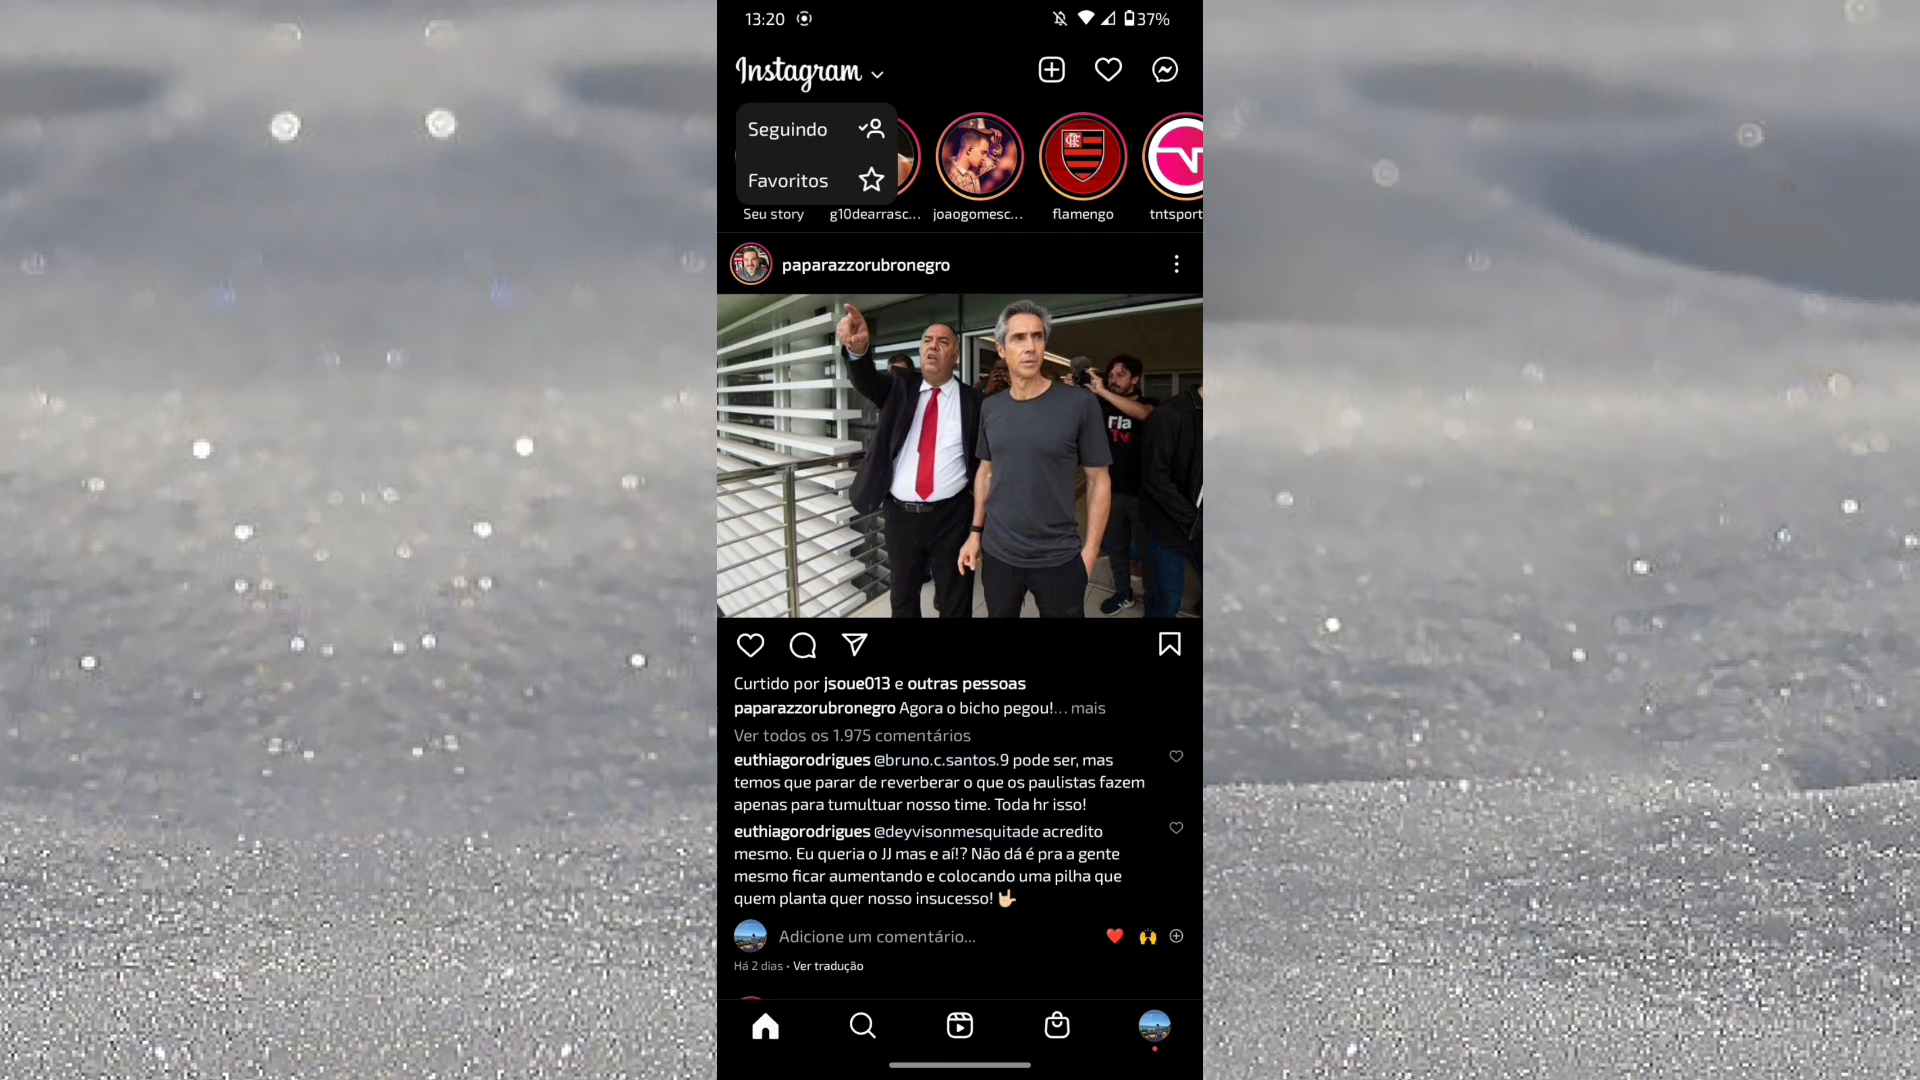 13:20
37%
Instagram
Seguindo
Favoritos
Seu story
g10dearrasc...
joaogomesc...
flamengo
tntsport
paparazzorubronegro
Fla
TV
Curtido por jsoue013 e outras pessoas
paparazzorubronegro Agora o bicho pegou!... mais
Ver todos os 1.975 comentários
euthiagorodrigues @bruno.c.santos.9 pode ser, mas
temos que parar de reverberar o que os paulistas fazem
apenas para tumultuar nosso time. Toda hr isso!
euthiagorodrigues @deyvisonmesquitade acredito
mesmo. Eu queria o JJ mas e aí!? Não dá é pra a gente
mesmo ficar aumentando e colocando uma pilha que
quem planta quer nosso insucesso! 🤟🏻
Adicione um comentário...
Há 2 dias • Ver tradução